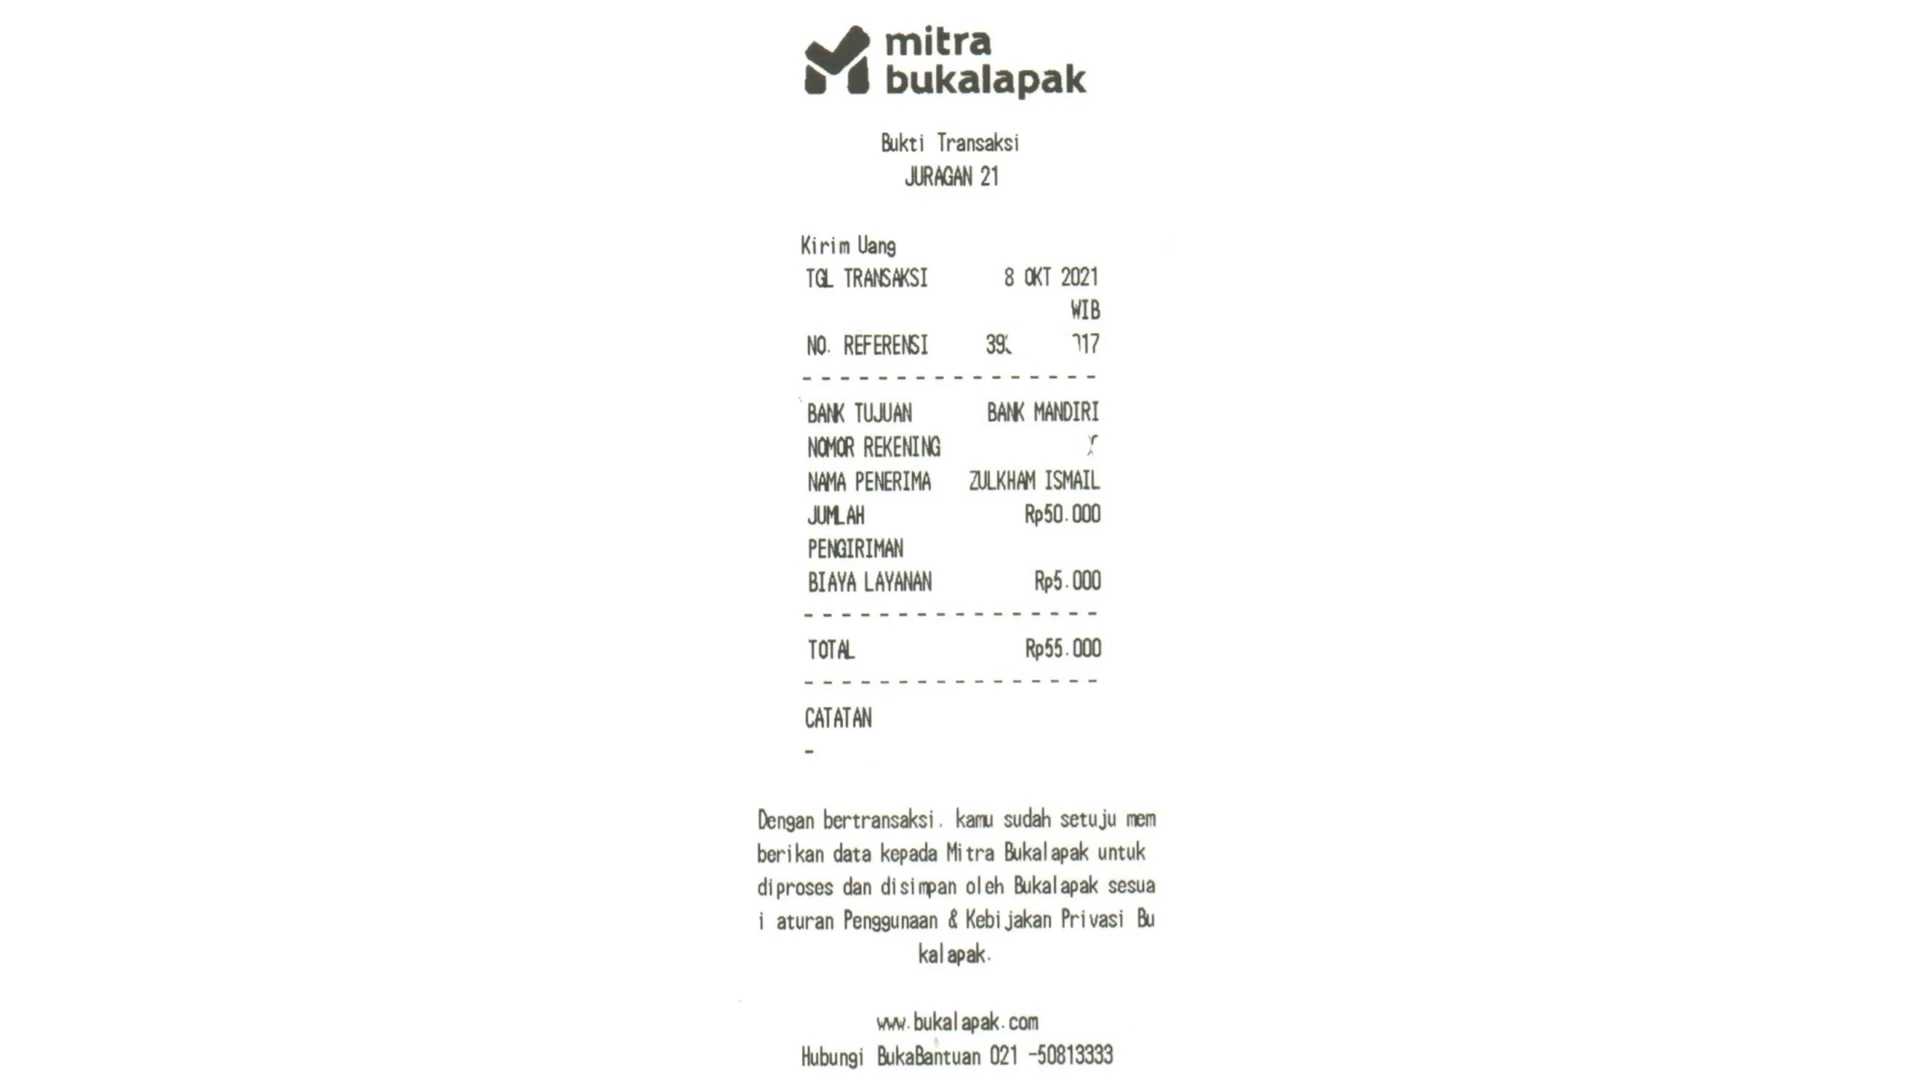 mitra
bukalapak
Bukti Transaksi
JURAGAN 21
Kirim Uang
TGL TRANSAKSI 8 OKT 2021
WIB
NO. REFERENSI
BANK TUJUAN BANK MANDIRI
NOMOR REKENING
NAMA PENERIMA ZULKHAM ISMAIL
JUMLAH Rp50.000
PENGIRIMAN
BIAYA LAYANAN Rp5.000
TOTAL Rp55.000
CATATAN
-
Dengan bertransaksi. kamu sudah setuju mem
berikan data kepada Mitra Bukalapak untuk
diproses dan disimpan oleh Bukalapak sesua
i aturan Penggunaan & Kebijakan Privasi Bu
kalapak.
www.bukalapak.com
Hubungi BukaBantuan 021 -50813333